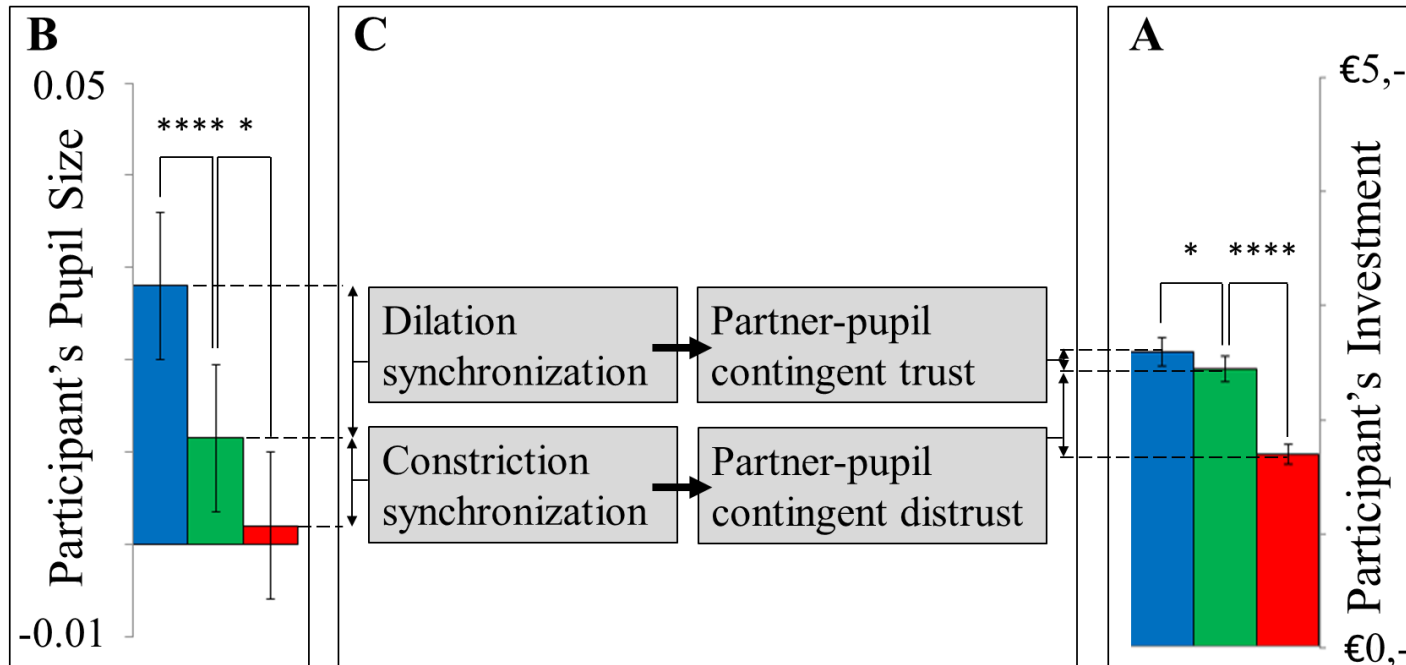 B
0.05
**** *
Participant's Pupil Size
-0.01
C
Dilation
synchronization
Partner-pupil
contingent trust
Constriction
synchronization
Partner-pupil
contingent distrust
A
€5,-
* ****
Participant's Investment
€0,-